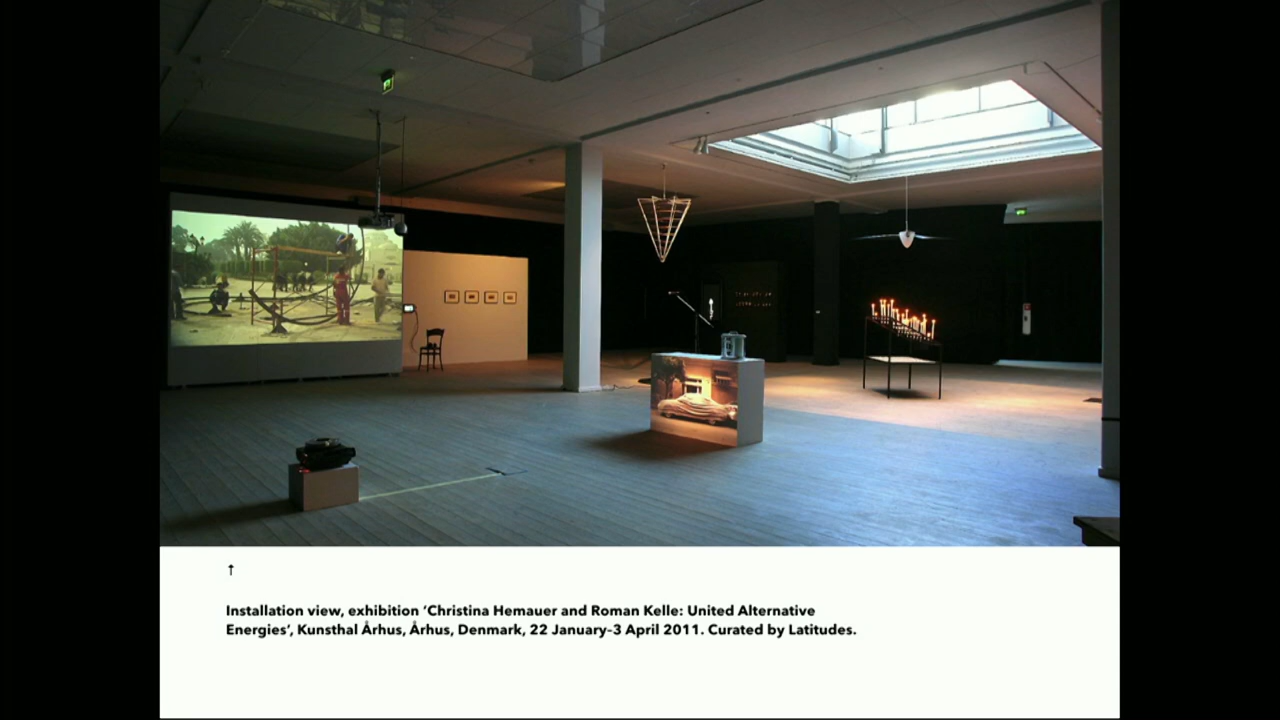 ↑
Installation view, exhibition ‘Christina Hemauer and Roman Kelle: United Alternative
Energies’, Kunsthal Århus, Århus, Denmark, 22 January–3 April 2011. Curated by Latitudes.